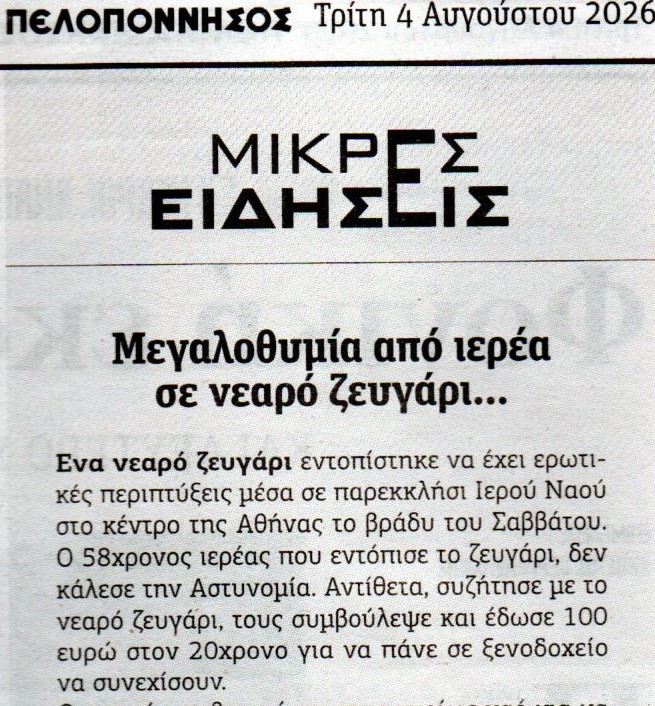 ΠΕΛΟΠΟΝΝΗΣΟΣ Τρίτη 4 Αυγούστου 2026
ΜΙΚΡΕΣ
ΕΙΔΗΣΕΙΣ
Μεγαλοθυμία από ιερέα
σε νεαρό ζευγάρι...
Ενα νεαρό ζευγάρι εντοπίστηκε να έχει ερωτι-
κές περιπτύξεις μέσα σε παρεκκλήσι Ιερού Ναού
στο κέντρο της Αθήνας το βράδυ του Σαββάτου.
Ο 58χρονος ιερέας που εντόπισε το ζευγάρι, δεν
κάλεσε την Αστυνομία. Αντίθετα, συζήτησε με το
νεαρό ζευγάρι, τους συμβούλεψε και έδωσε 100
ευρώ στον 20χρονο για να πάνε σε ξενοδοχείο
να συνεχίσουν.